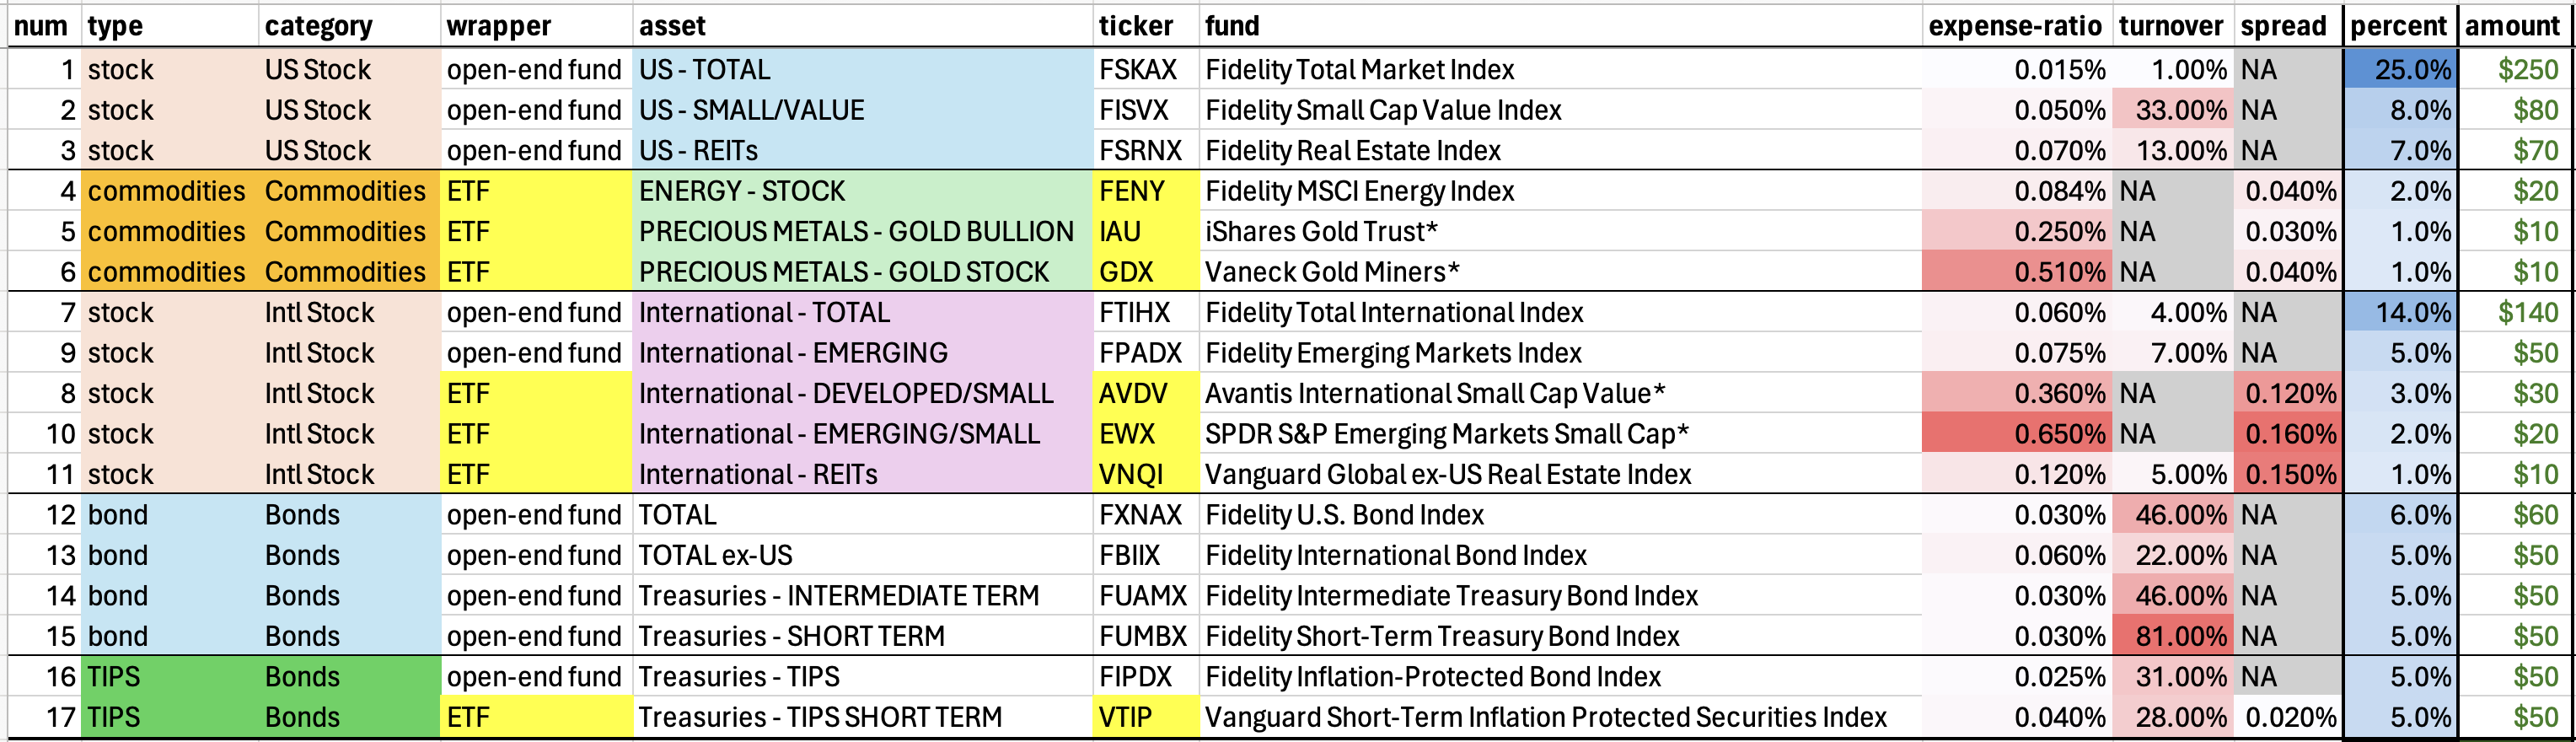 num type category wrapper asset ticker fund expense-ratio turnover spread percent amount
1 stock US Stock open-end fund US - TOTAL FSKAX Fidelity Total Market Index 0.015% 1.00% NA 25.0% $250
2 stock US Stock open-end fund US - SMALL/VALUE FISVX Fidelity Small Cap Value Index 0.050% 33.00% NA 8.0% $80
3 stock US Stock open-end fund US - REITs FSRNX Fidelity Real Estate Index 0.070% 13.00% NA 7.0% $70
4 commodities Commodities ETF ENERGY - STOCK FENY Fidelity MSCI Energy Index 0.084% NA 0.040% 2.0% $20
5 commodities Commodities ETF PRECIOUS METALS - GOLD BULLION IAU iShares Gold Trust* 0.250% NA 0.030% 1.0% $10
6 commodities Commodities ETF PRECIOUS METALS - GOLD STOCK GDX Vaneck Gold Miners* 0.510% NA 0.040% 1.0% $10
7 stock Intl Stock open-end fund International - TOTAL FTIHX Fidelity Total International Index 0.060% 4.00% NA 14.0% $140
9 stock Intl Stock open-end fund International - EMERGING FPADX Fidelity Emerging Markets Index 0.075% 7.00% NA 5.0% $50
8 stock Intl Stock ETF International - DEVELOPED/SMALL AVDV Avantis International Small Cap Value* 0.360% NA 0.120% 3.0% $30
10 stock Intl Stock ETF International - EMERGING/SMALL EWX SPDR S&P Emerging Markets Small Cap* 0.650% NA 0.160% 2.0% $20
11 stock Intl Stock ETF International - REITs VNQI Vanguard Global ex-US Real Estate Index 0.120% 5.00% 0.150% 1.0% $10
12 bond Bonds open-end fund TOTAL FXNAX Fidelity U.S. Bond Index 0.030% 46.00% NA 6.0% $60
13 bond Bonds open-end fund TOTAL ex-US FBIIX Fidelity International Bond Index 0.060% 22.00% NA 5.0% $50
14 bond Bonds open-end fund Treasuries - INTERMEDIATE TERM FUAMX Fidelity Intermediate Treasury Bond Index 0.030% 46.00% NA 5.0% $50
15 bond Bonds open-end fund Treasuries - SHORT TERM FUMBX Fidelity Short-Term Treasury Bond Index 0.030% 81.00% NA 5.0% $50
16 TIPS Bonds open-end fund Treasuries - TIPS FIPDX Fidelity Inflation-Protected Bond Index 0.025% 31.00% NA 5.0% $50
17 TIPS Bonds ETF Treasuries - TIPS SHORT TERM VTIP Vanguard Short-Term Inflation Protected Securities Index 0.040% 28.00% 0.020% 5.0% $50